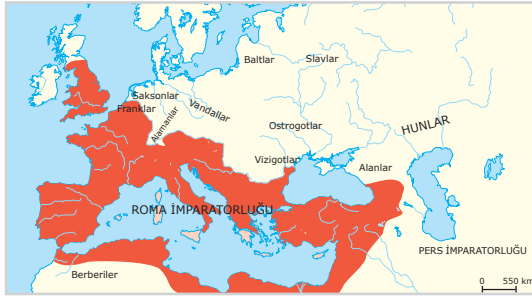 Baltlar
Slavlar
Saksonlar
Franklar
Alamanlar
Vandallar
Ostrogotlar
HUNLAR
Vizigotlar
Alanlar
ROMA İMPARATORLUĞU
PERS İMPARATORLUĞU
Berberiler
0 550 km